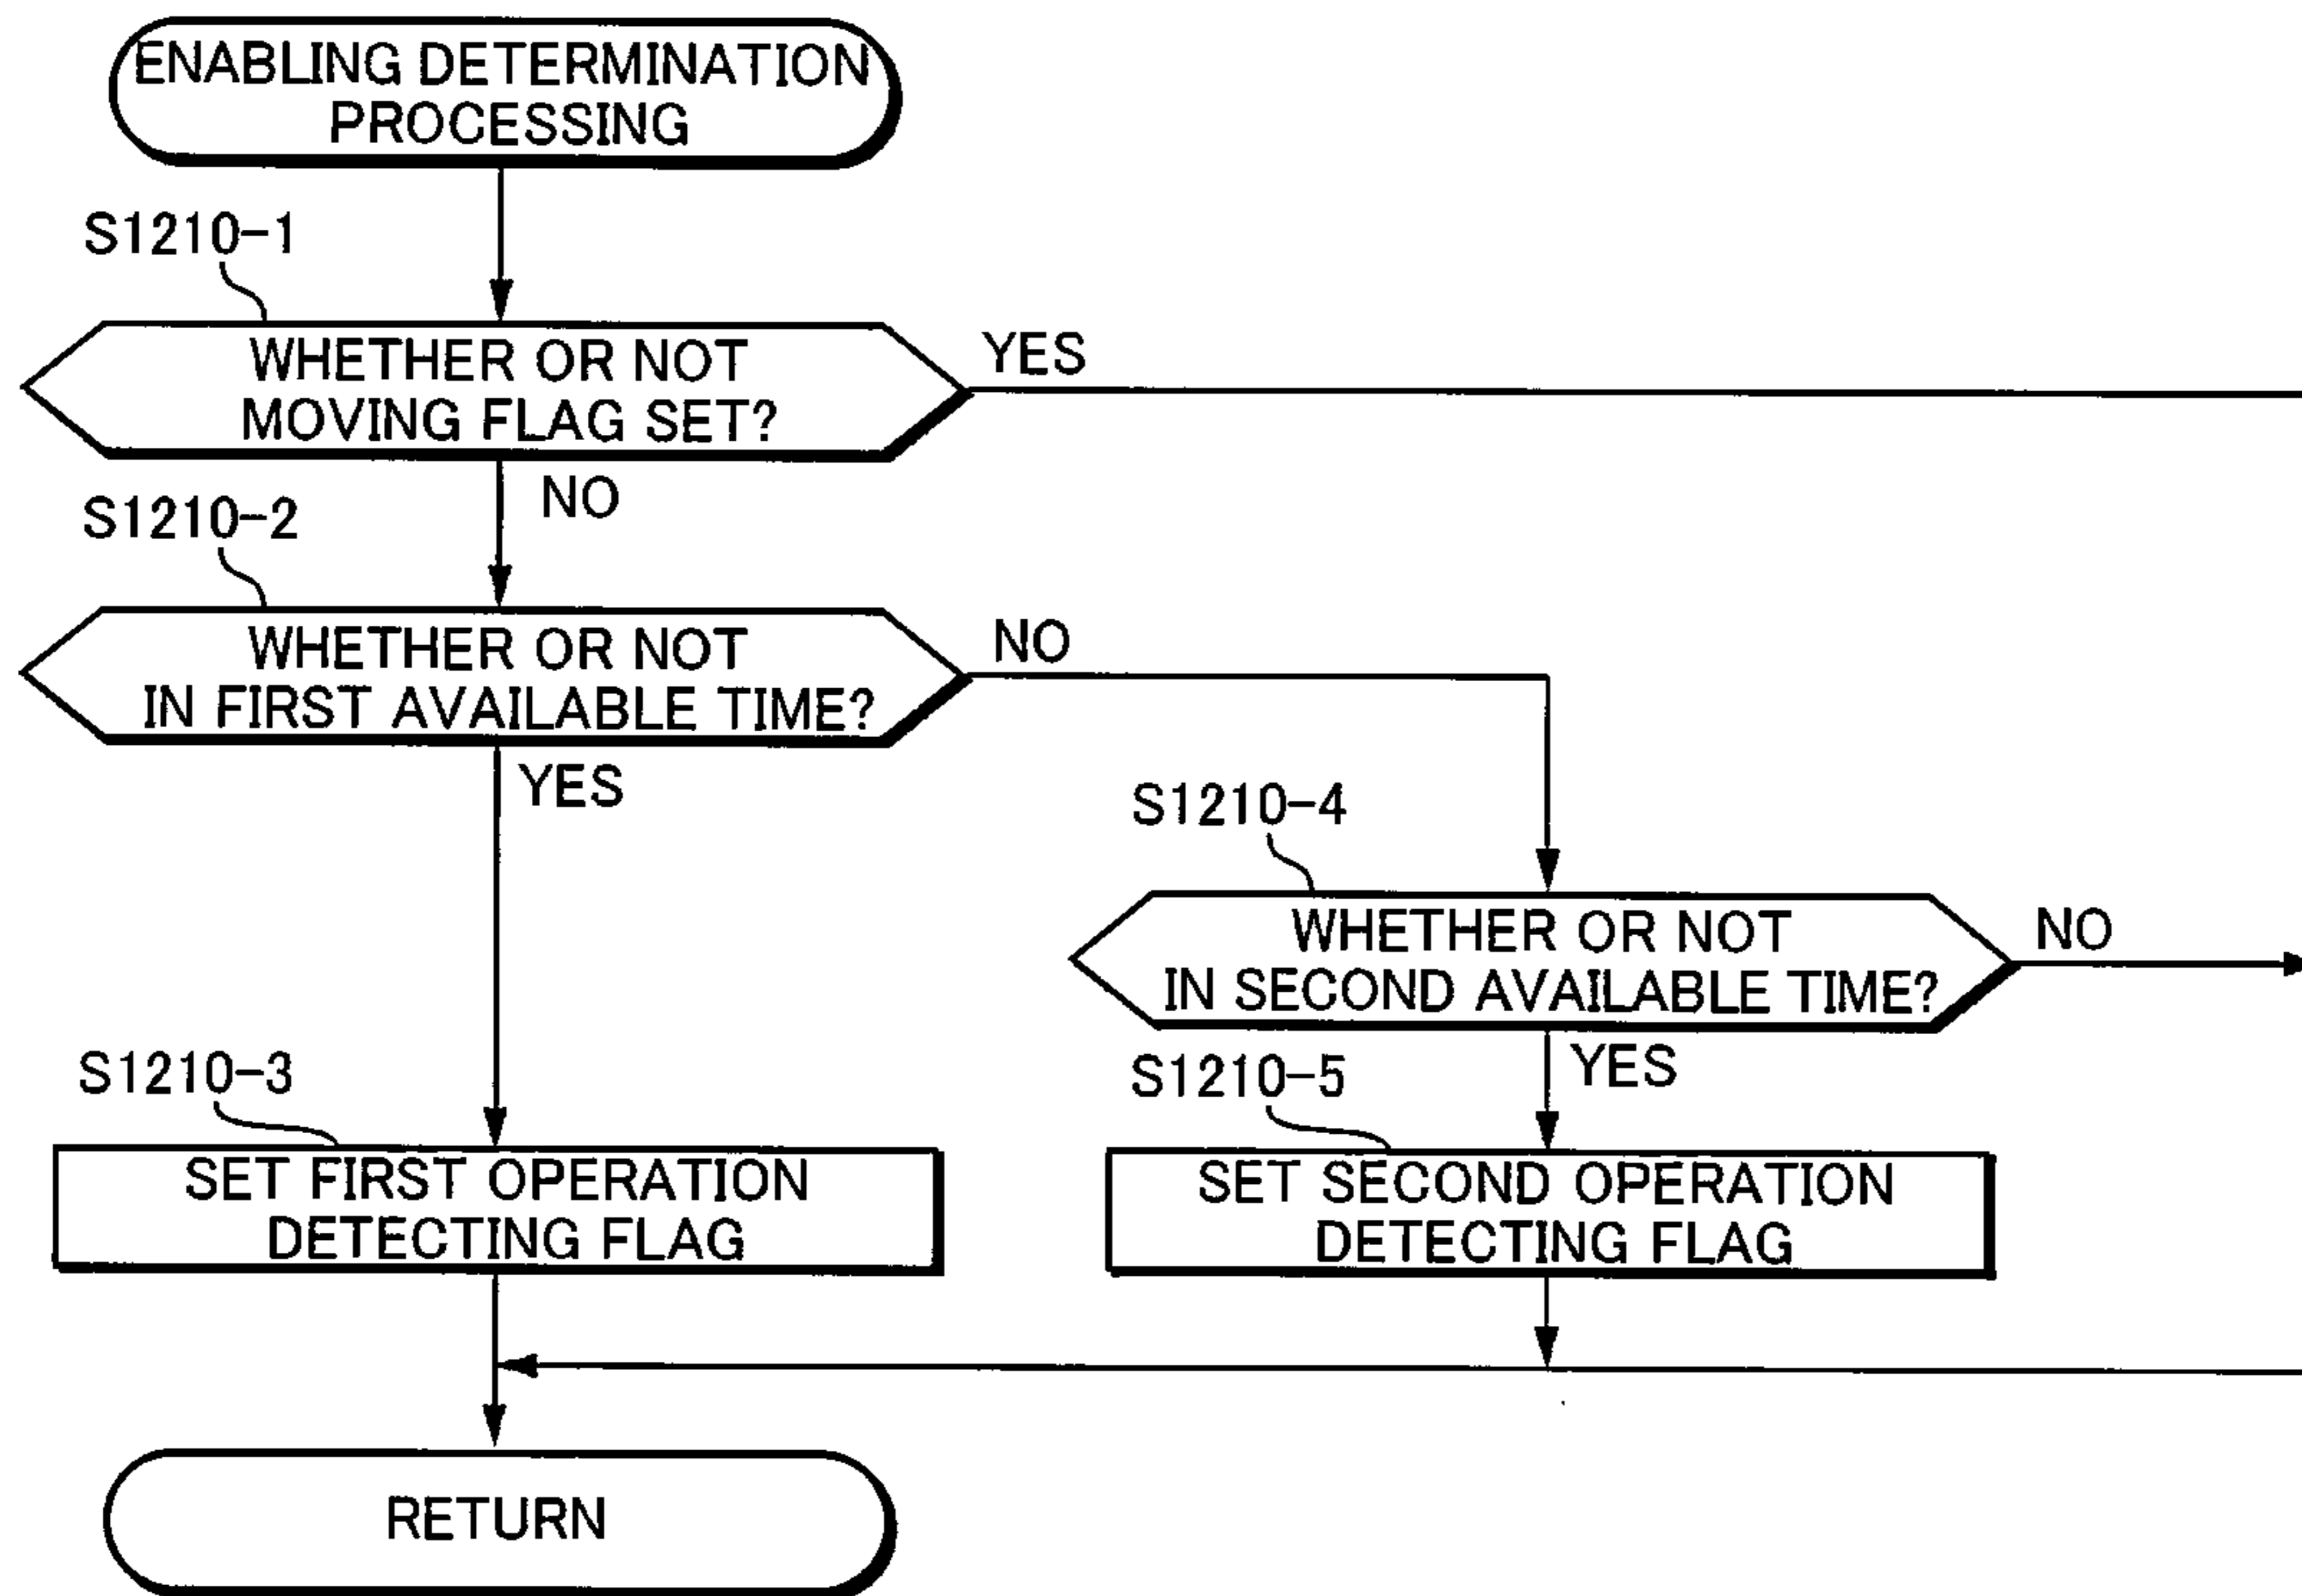 ENABLING DETERMINATION
PROCESSING
S1210-1
WHETHER OR NOT
MOVING FLAG SET?
YES
NO
S1210-2
WHETHER OR NOT
IN FIRST AVAILABLE TIME?
NO
YES
S1210-4
WHETHER OR NOT
IN SECOND AVAILABLE TIME?
NO
YES
S1210-3
SET FIRST OPERATION
DETECTING FLAG
S1210-5
SET SECOND OPERATION
DETECTING FLAG
RETURN